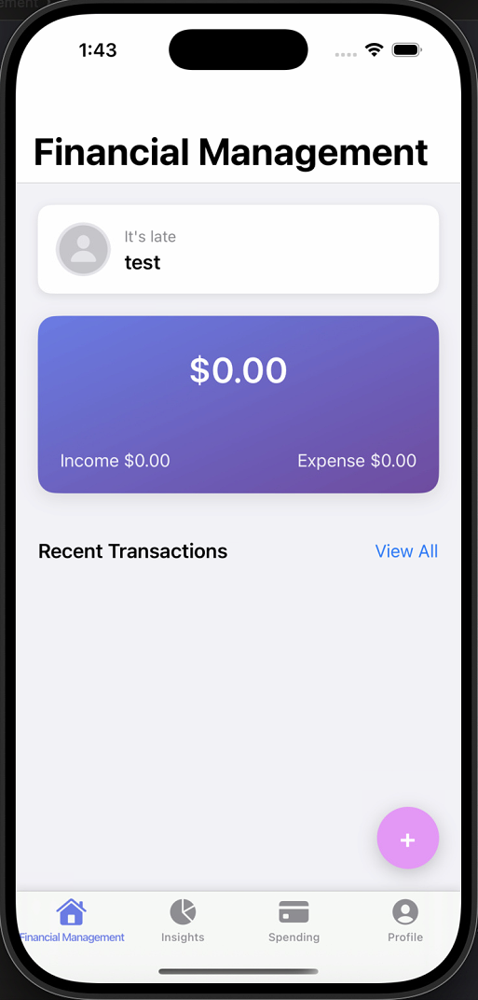 1:43
Financial Management
It's late
test
$0.00
Income $0.00
Expense $0.00
Recent Transactions
View All
+
Financial Management
Insights
Spending
Profile